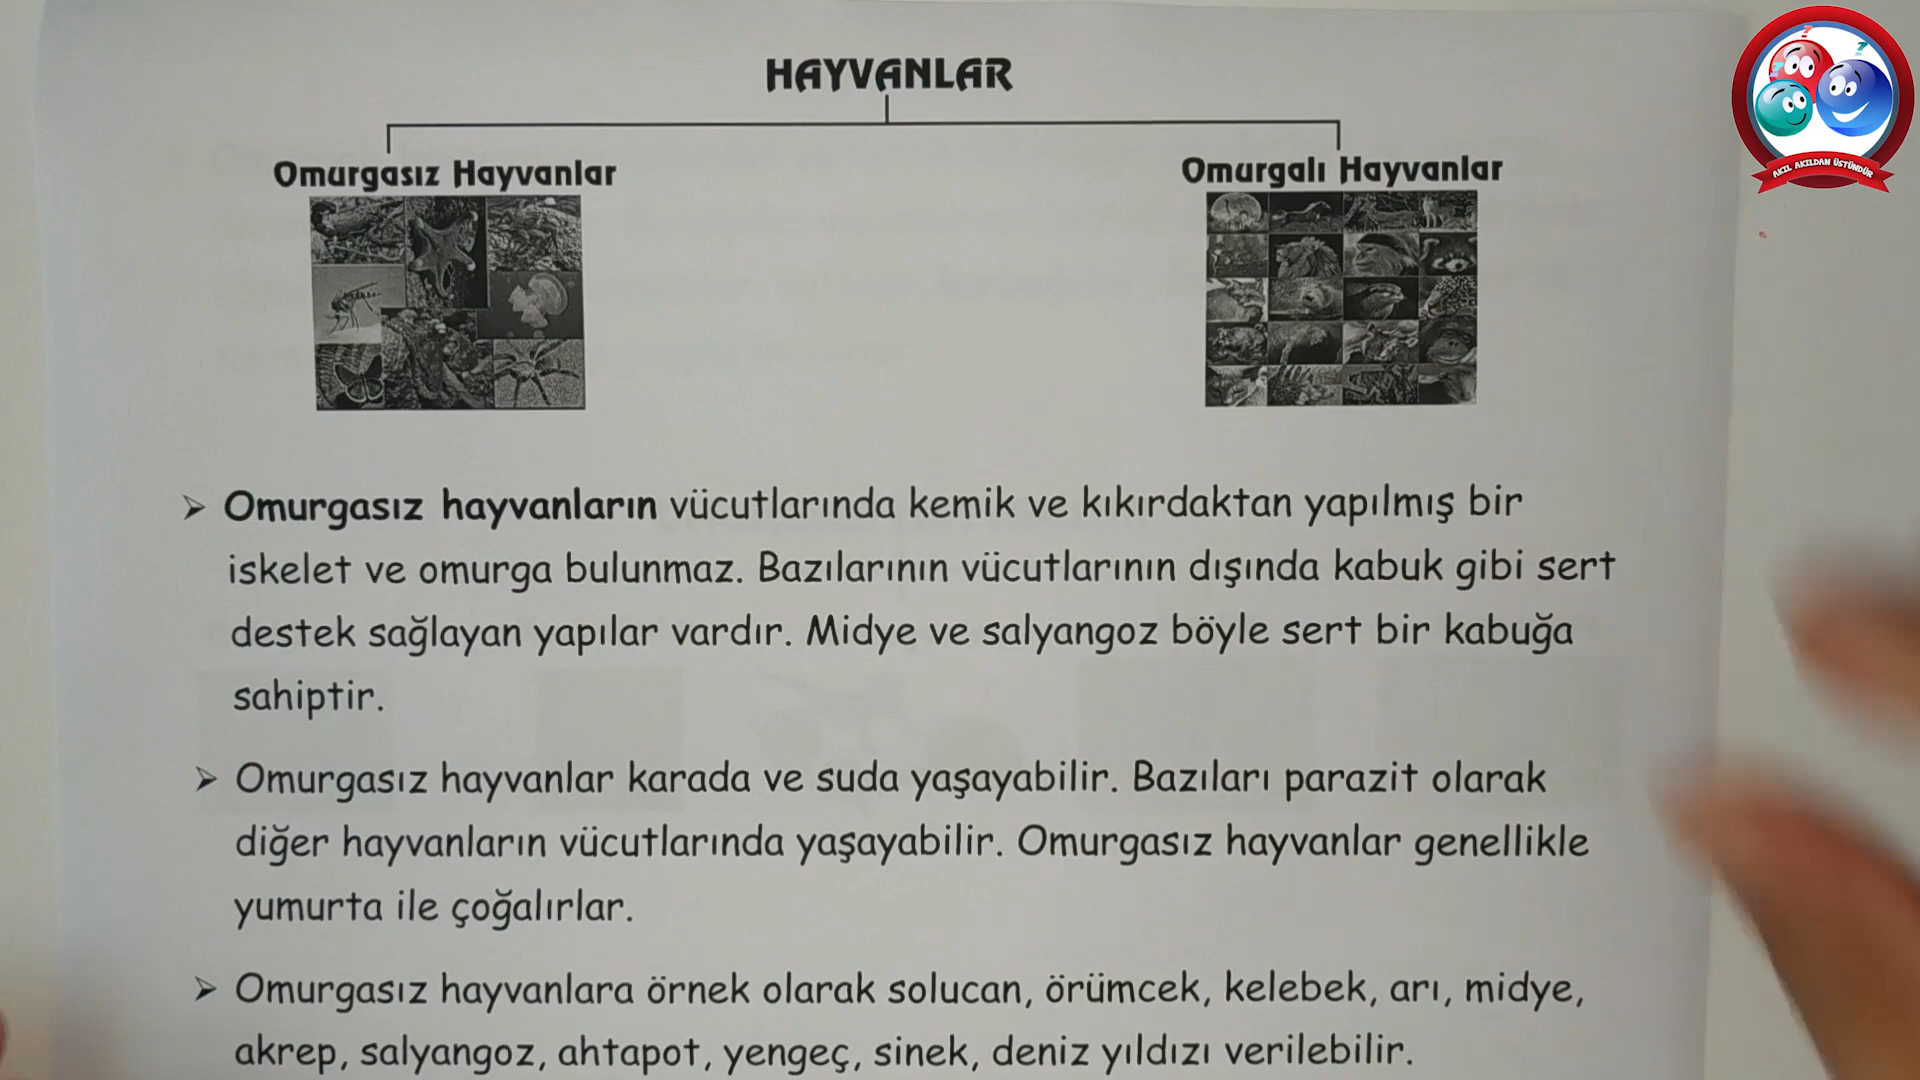 HAYVANLAR
Omurgasız Hayvanlar
Omurgalı Hayvanlar
AKIL AKILDAN ÜSTÜNDÜR
➢ Omurgasız hayvanların vücutlarında kemik ve kıkırdaktan yapılmış bir
iskelet ve omurga bulunmaz. Bazılarının vücutlarının dışında kabuk gibi sert
destek sağlayan yapılar vardır. Midye ve salyangoz böyle sert bir kabuğa
sahiptir.
➢ Omurgasız hayvanlar karada ve suda yaşayabilir. Bazıları parazit olarak
diğer hayvanların vücutlarında yaşayabilir. Omurgasız hayvanlar genellikle
yumurta ile çoğalırlar.
➢ Omurgasız hayvanlara örnek olarak solucan, örümcek, kelebek, arı, midye,
akrep, salyangoz, ahtapot, yengeç, sinek, deniz yıldızı verilebilir.